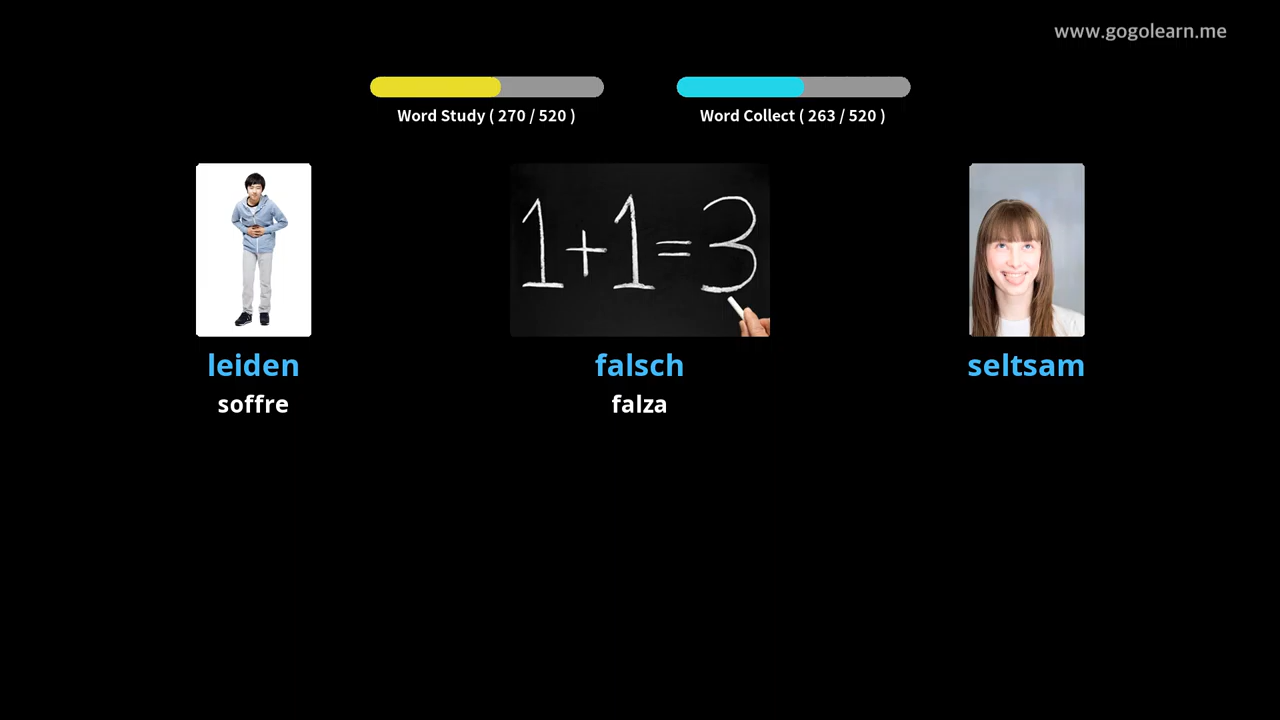 www.gogolearn.me
Word Study ( 270 / 520 )
Word Collect ( 263 / 520 )
1+1=3
leiden
falsch
seltsam
soffre
falza